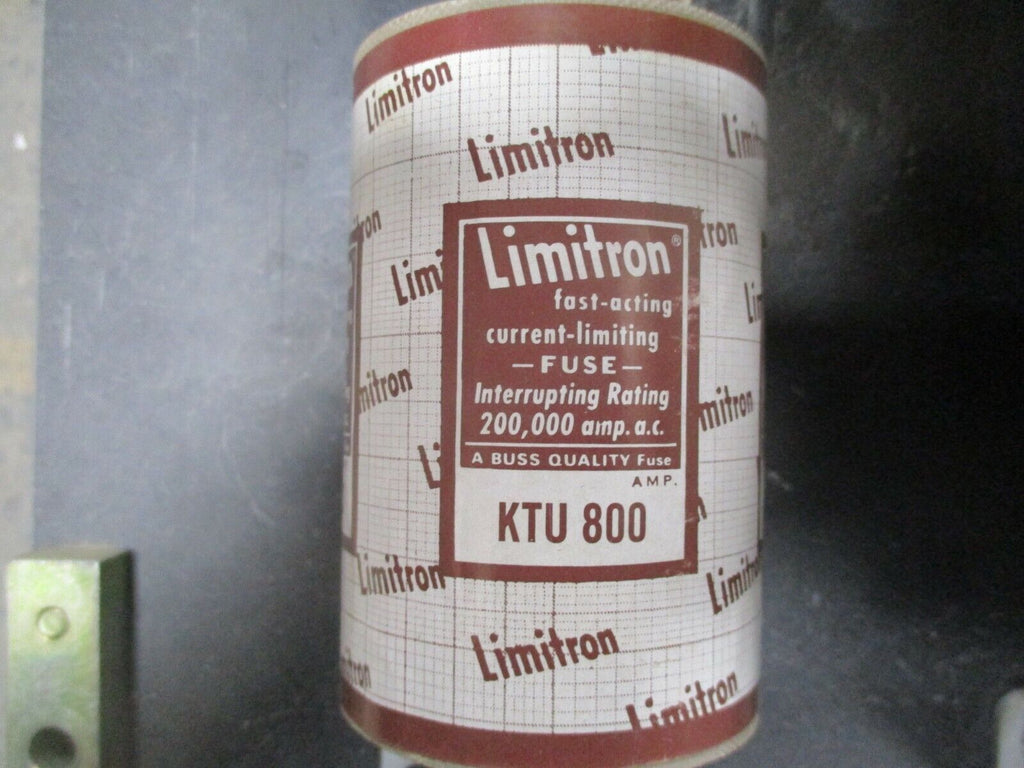 Limitron
Limitron
Limitron®
fast-acting
current-limiting
—FUSE—
Interrupting Rating
200,000 amp. a.c.
A BUSS QUALITY Fuse
AMP.
KTU 800
Limitron
Limitron
Limitron
Limitron